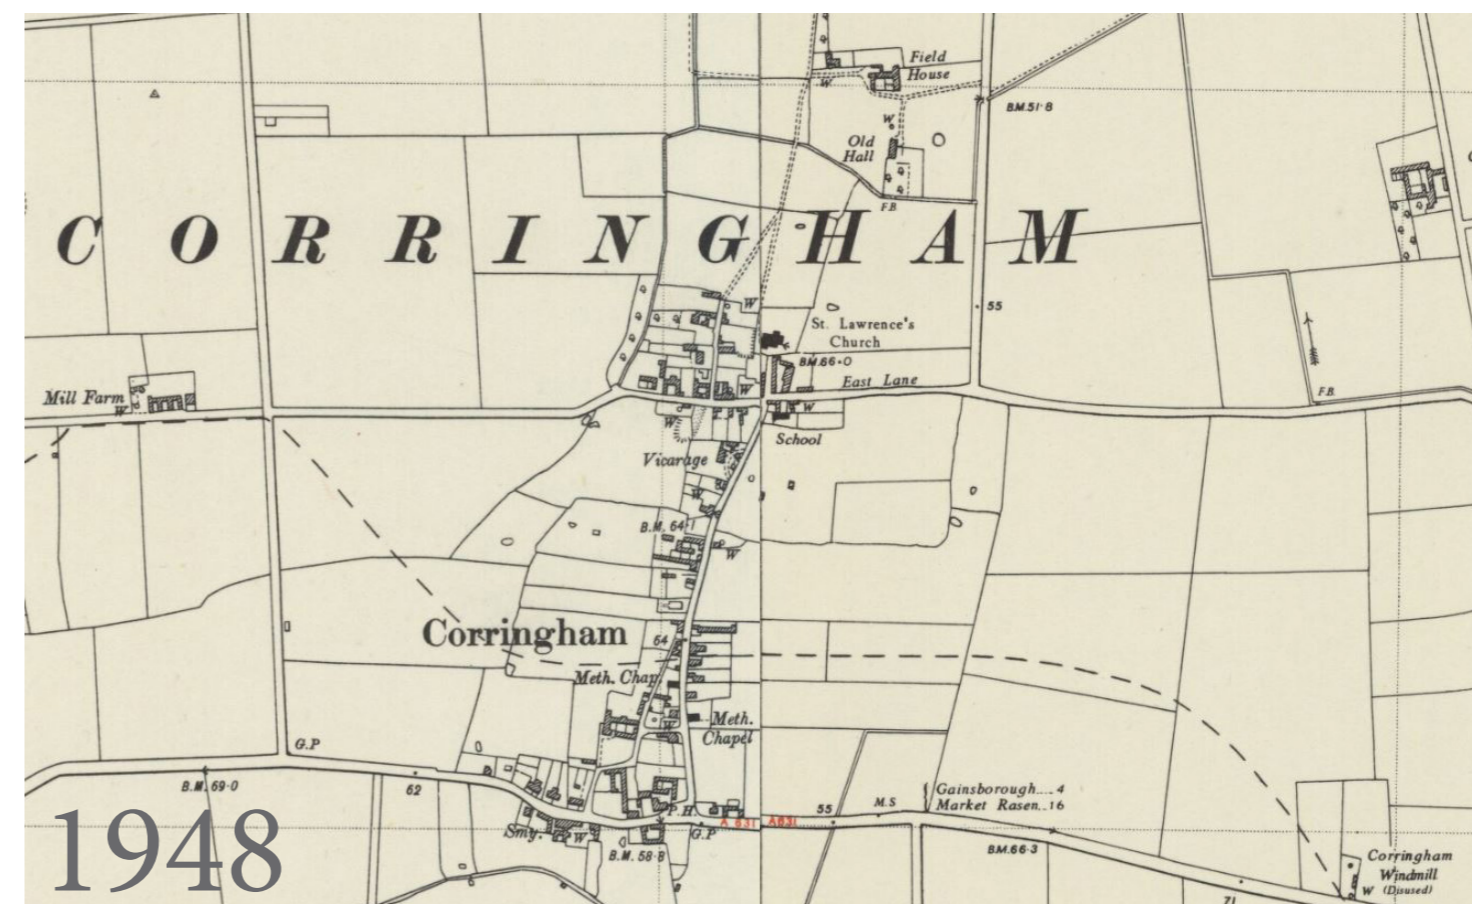 Field
House
W
B.M.51·8
W
Old
Hall
F.B.
CORRINGHAM
W
55
St. Lawrence's
Church
B.M.66·0
East Lane
Mill Farm
W
W
F.B.
W
W
School
Vicarage
W
B.M. 64·1
W
Corringham
64
Meth. Chap.
W
Meth.
Chapel
G.P
B.M. 69·0
62
Gainsborough....4
Market Rasen..16
M.S
55
P.H.
A 631
A631
G.P
Smy.
W
B.M. 58·8
B.M.66·3
Corringham
Windmill
(Disused)
W
71
1948